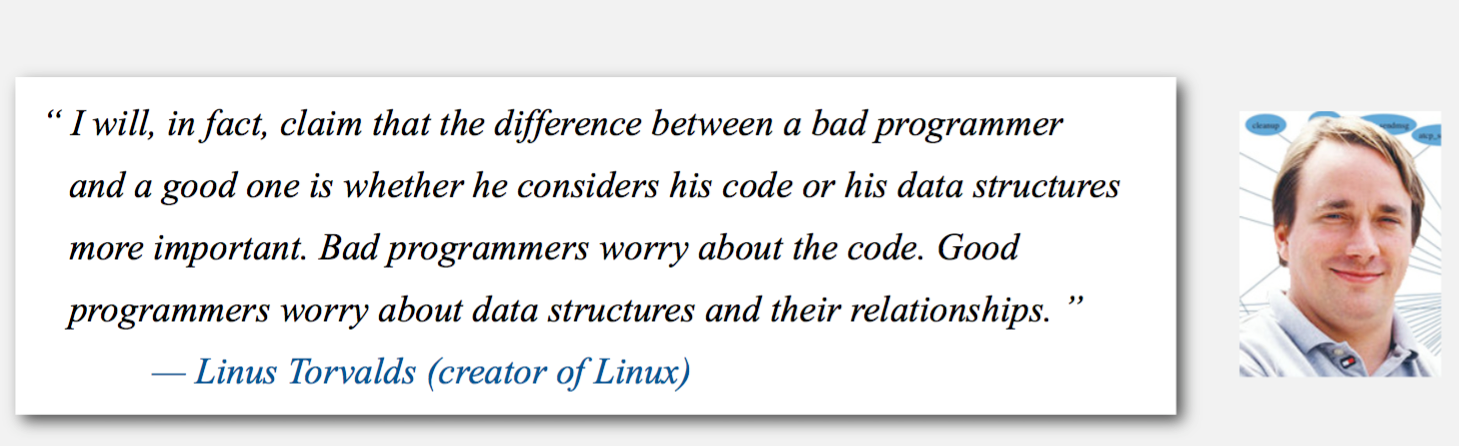 “ I will, in fact, claim that the difference between a bad programmer
and a good one is whether he considers his code or his data structures
more important. Bad programmers worry about the code. Good
programmers worry about data structures and their relationships. ”
— Linus Torvalds (creator of Linux)
cleanup